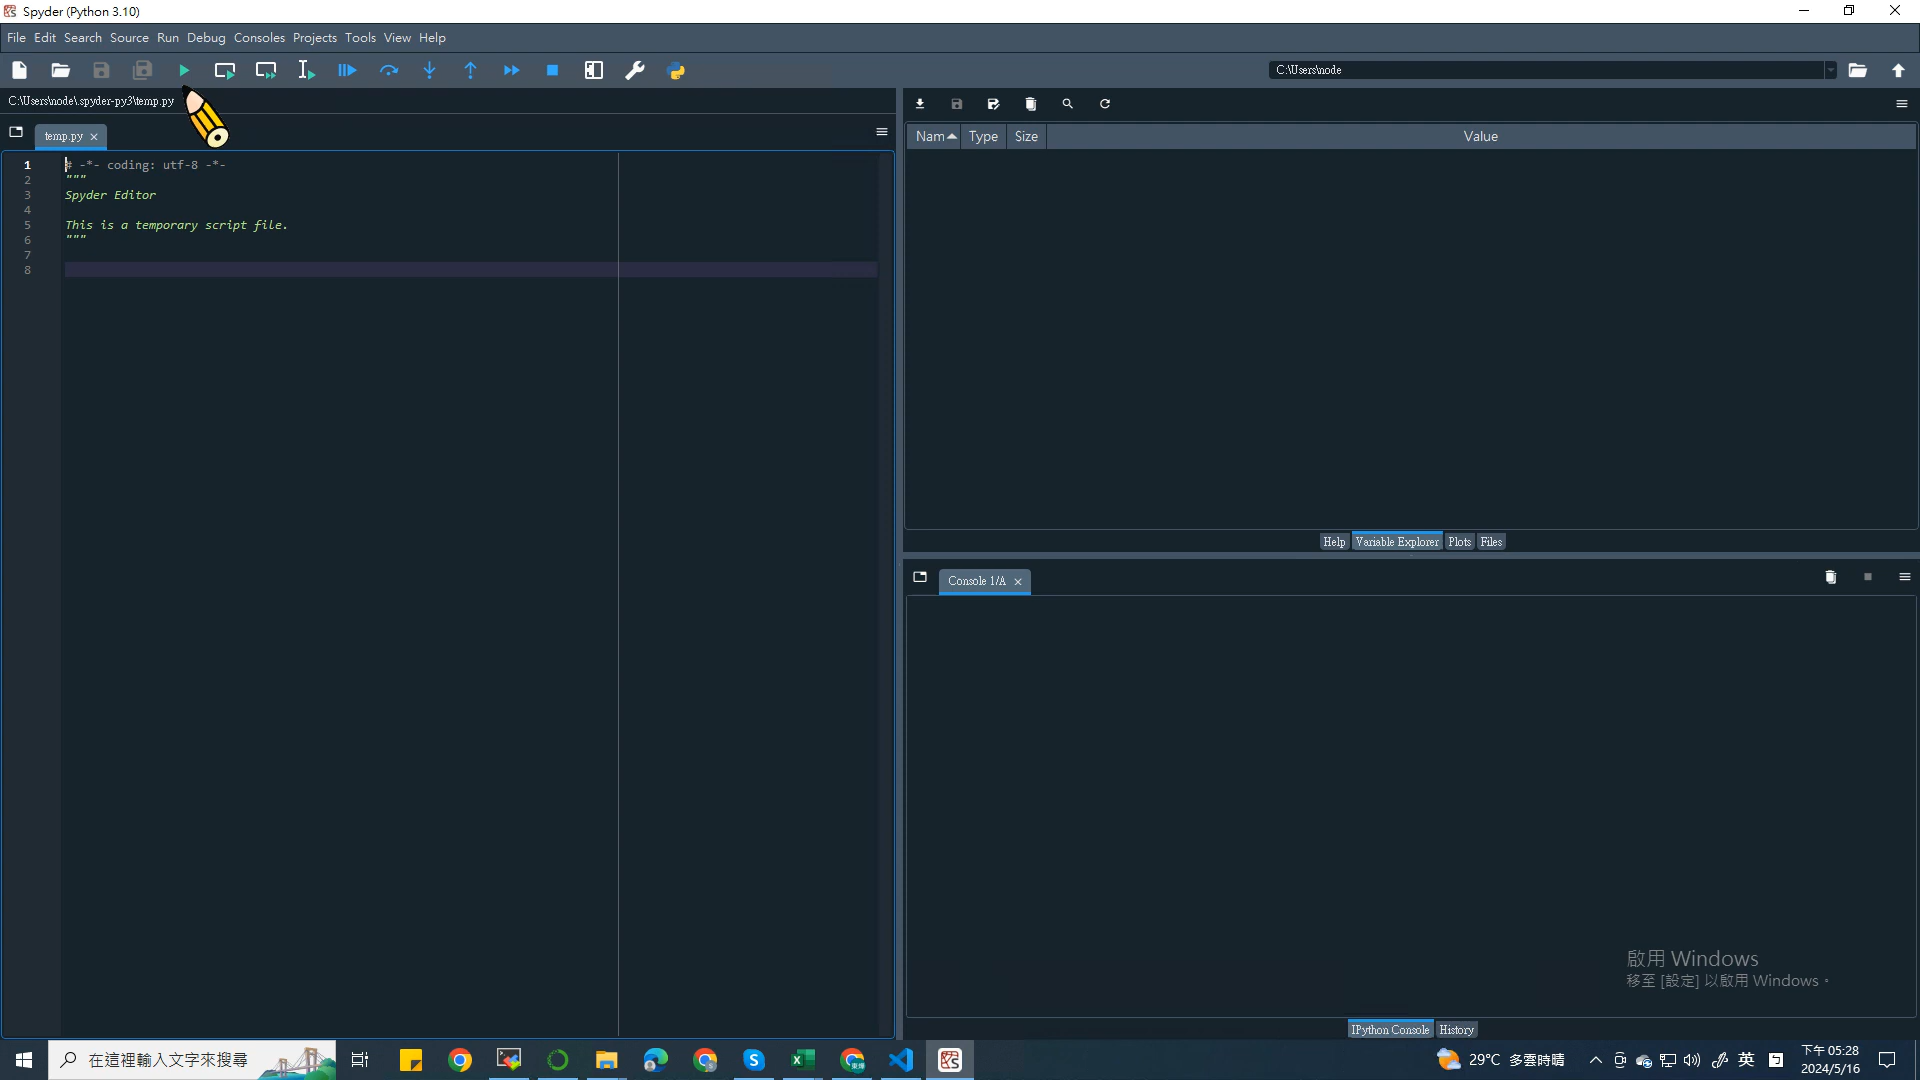 Spyder (Python 3.10)
File Edit Search Source Run Debug Consoles Projects Tools View Help
C:\Users\node
C:\Users\node\.spyder-py3\temp.py
temp.py
Nam Type Size Value
1 # -*- coding: utf-8 -*-
2 """
3 Spyder Editor
4
5 This is a temporary script file.
6 """
7
8
Help Variable Explorer Plots Files
Console 1/A
啟用 Windows
移至 [設定] 以啟用 Windows。
IPython Console History
在這裡輸入文字來搜尋
29°C 多雲時晴
英
下午 05:28
2024/5/16